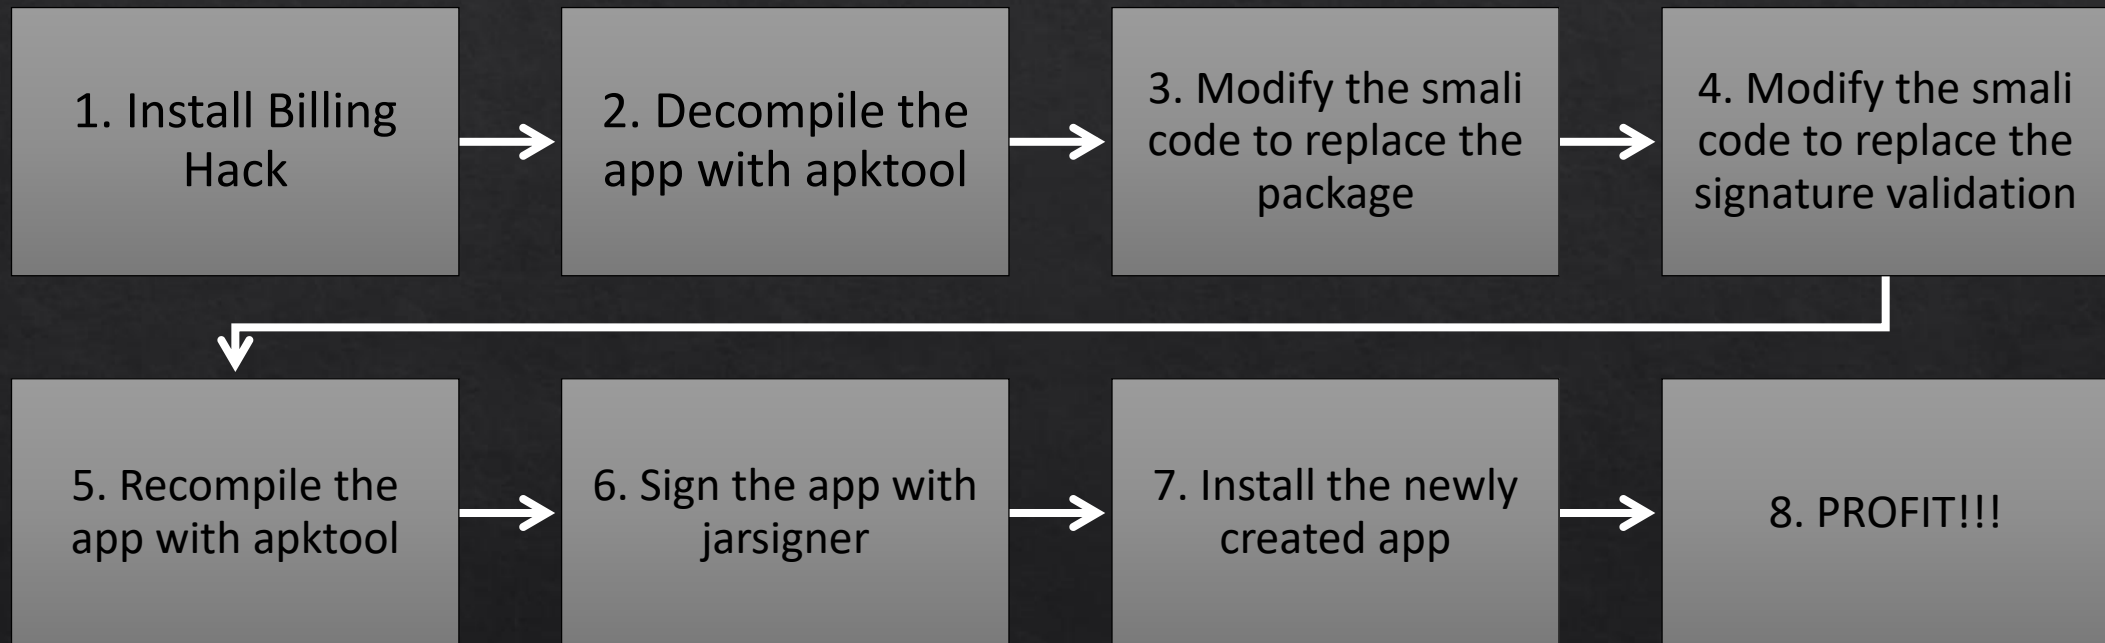 1. Install Billing
Hack
2. Decompile the
app with apktool
3. Modify the smali
code to replace the
package
4. Modify the smali
code to replace the
signature validation
5. Recompile the
app with apktool
6. Sign the app with
jarsigner
7. Install the newly
created app
8. PROFIT!!!